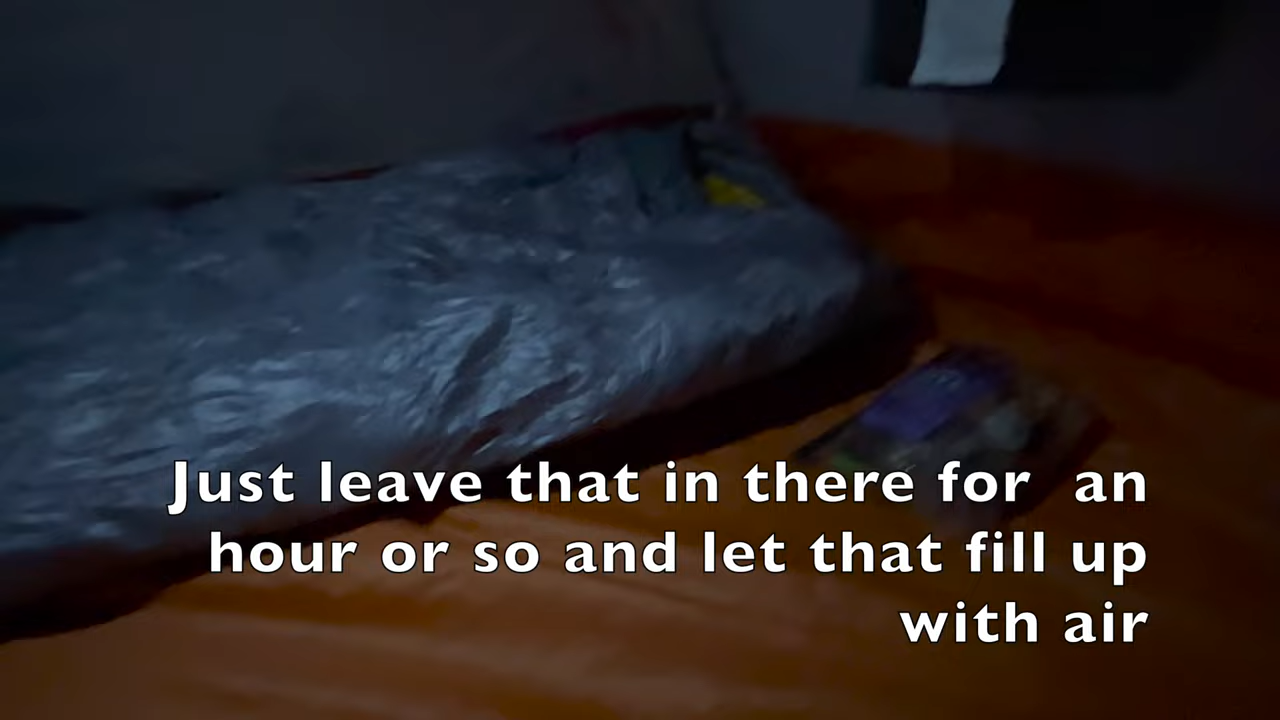 Just leave that in there for  an
hour or so and let that fill up
with air